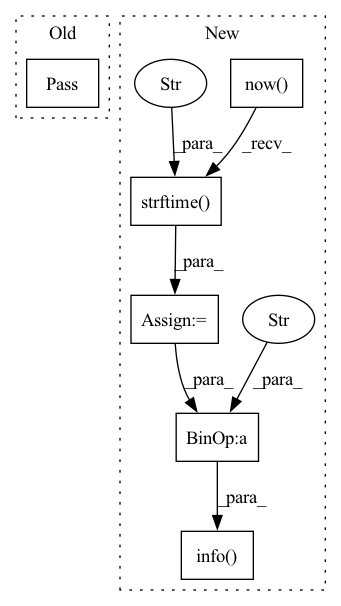 Old
New
Pass
Str
now()
_para_
_recv_
strftime()
_para_
Assign:=
Str
_para_
_para_
BinOp:a
_para_
info()